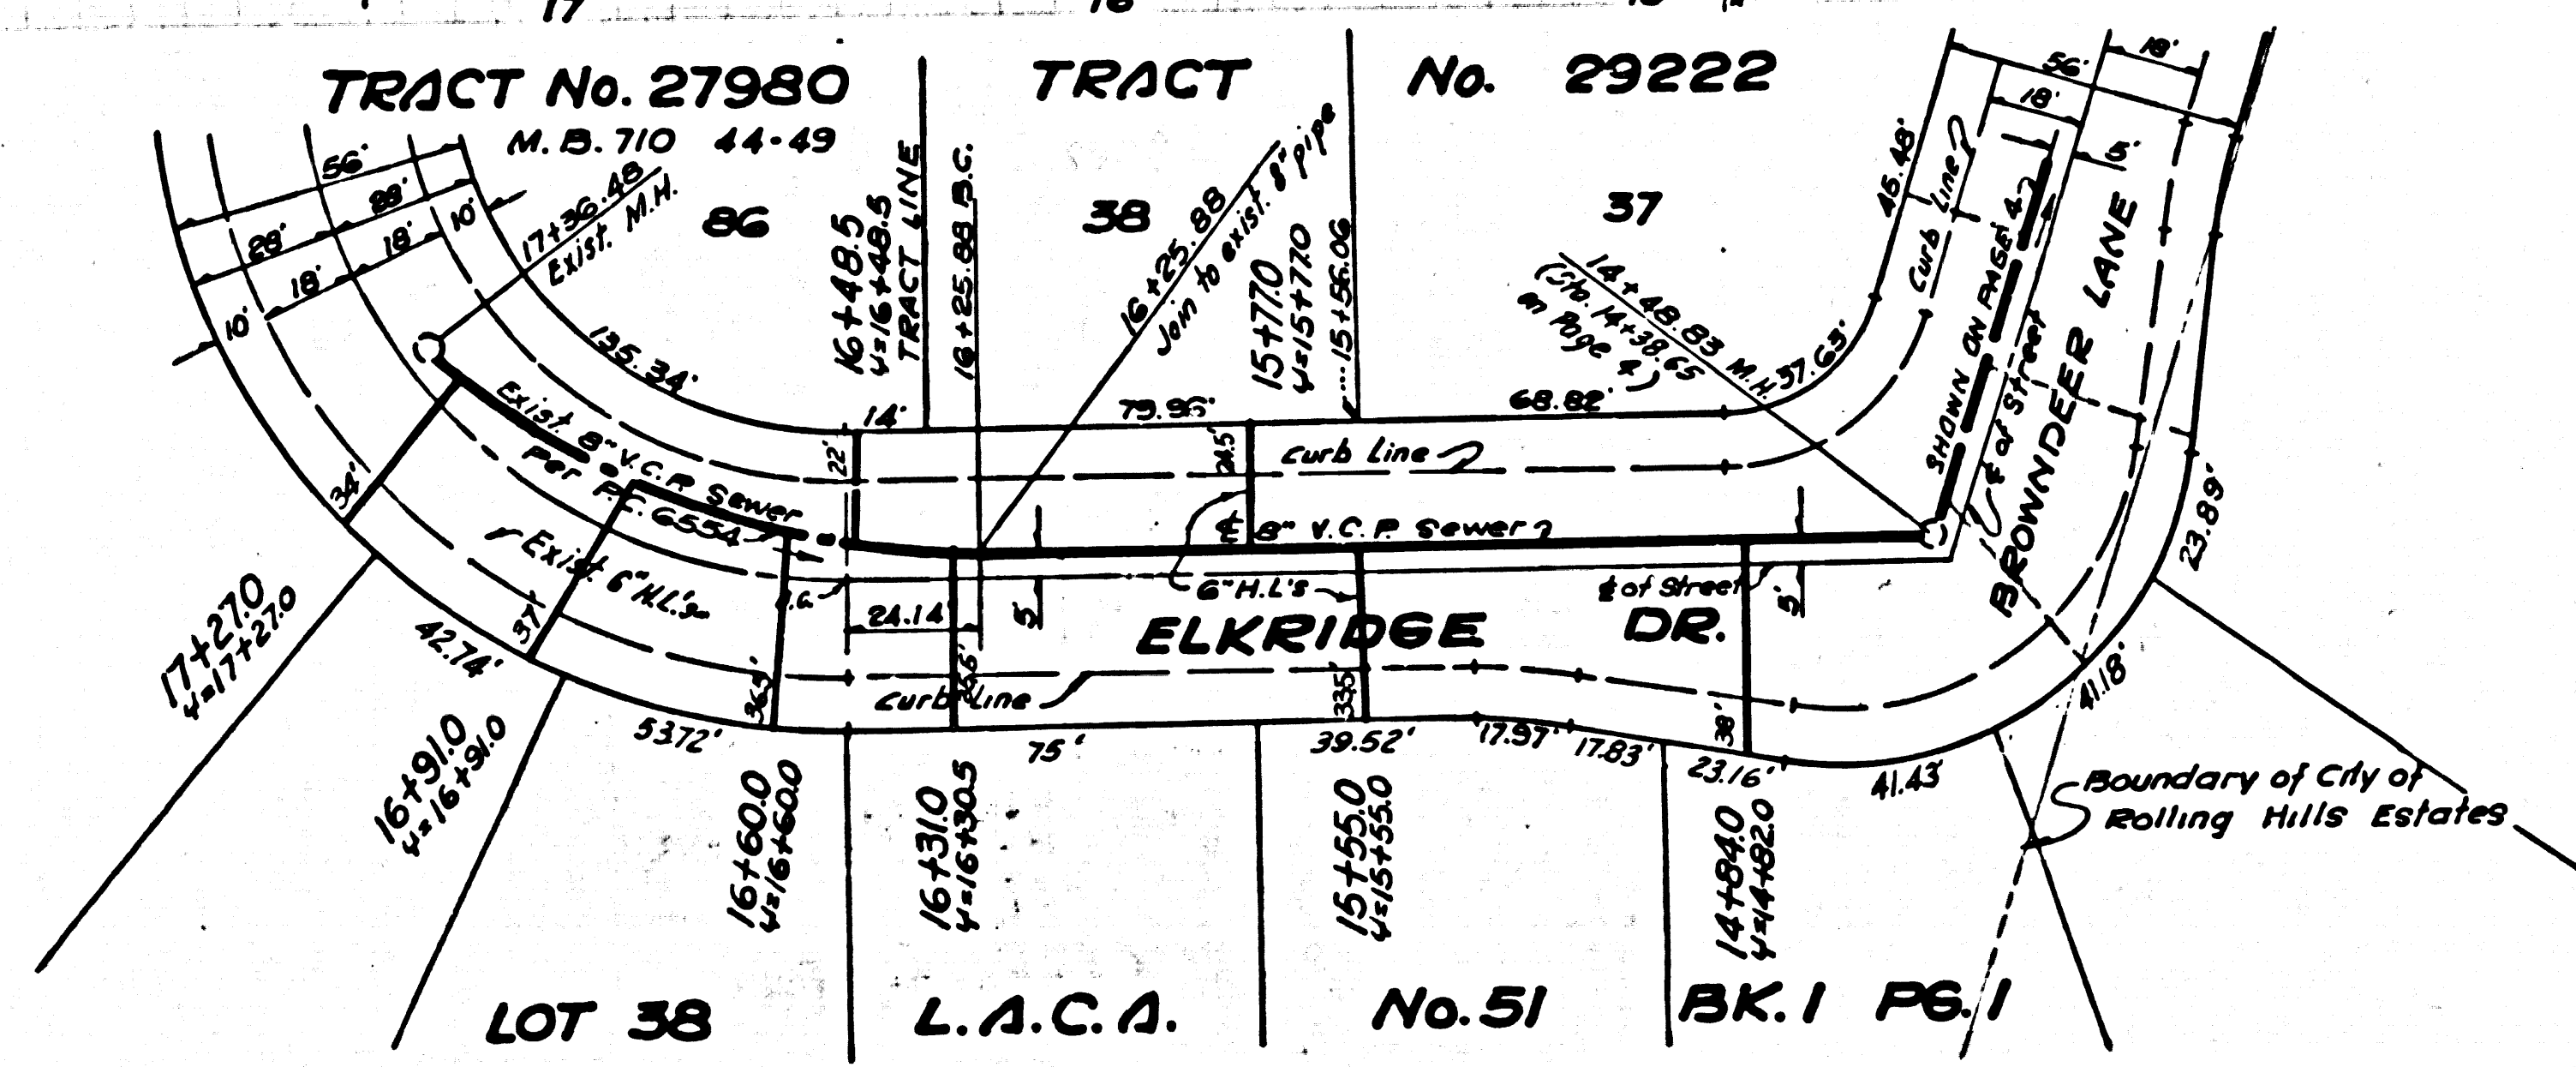 17
16
TRACT No. 27980
M.B. 710 44-49
TRACT No. 29222
56'
28'
28'
18'
18'
10'
10'
17+36.48
Exist. M.H.
86
135.34'
16+48.5
Y=16+48.5
TRACT LINE
16+25.88 B.C.
38
16+25.88
Join to exist. 8" pipe
15+77.0
Y=15+77.0
15+56.06
37
14+48.83 M.H.
(Sta. 14+38.65
on Page 4)
37.63'
45.48'
Curb Line
56'
18'
18'
5'
SHOWN ON PAGE 4
℄ of Street
BROWNDEER LANE
14'
79.96'
68.82'
22'
24.5'
Curb line
Exist. 8" V.C.P. Sewer
Per P.C. 6554
℄ 8" V.C.P. Sewer
Exist. 6" H.L.'s
34'
37'
36.5'
24.14
5'
6" H.L's
℄ of Street
5'
ELKRIDGE DR.
curb line
33.5'
38'
23.89'
41.18'
17+27.0
Y=17+27.0
42.74'
16+91.0
Y=16+91.0
53.72'
16+60.0
Y=16+60.0
75'
16+31.0
Y=16+30.5
39.52'
15+55.0
Y=15+55.0
17.97'
17.83'
23.16'
14+84.0
Y=14+82.0
41.43'
Boundary of City of
Rolling Hills Estates
LOT 38 L.A.C.A. No. 51 BK. 1 PG. 1